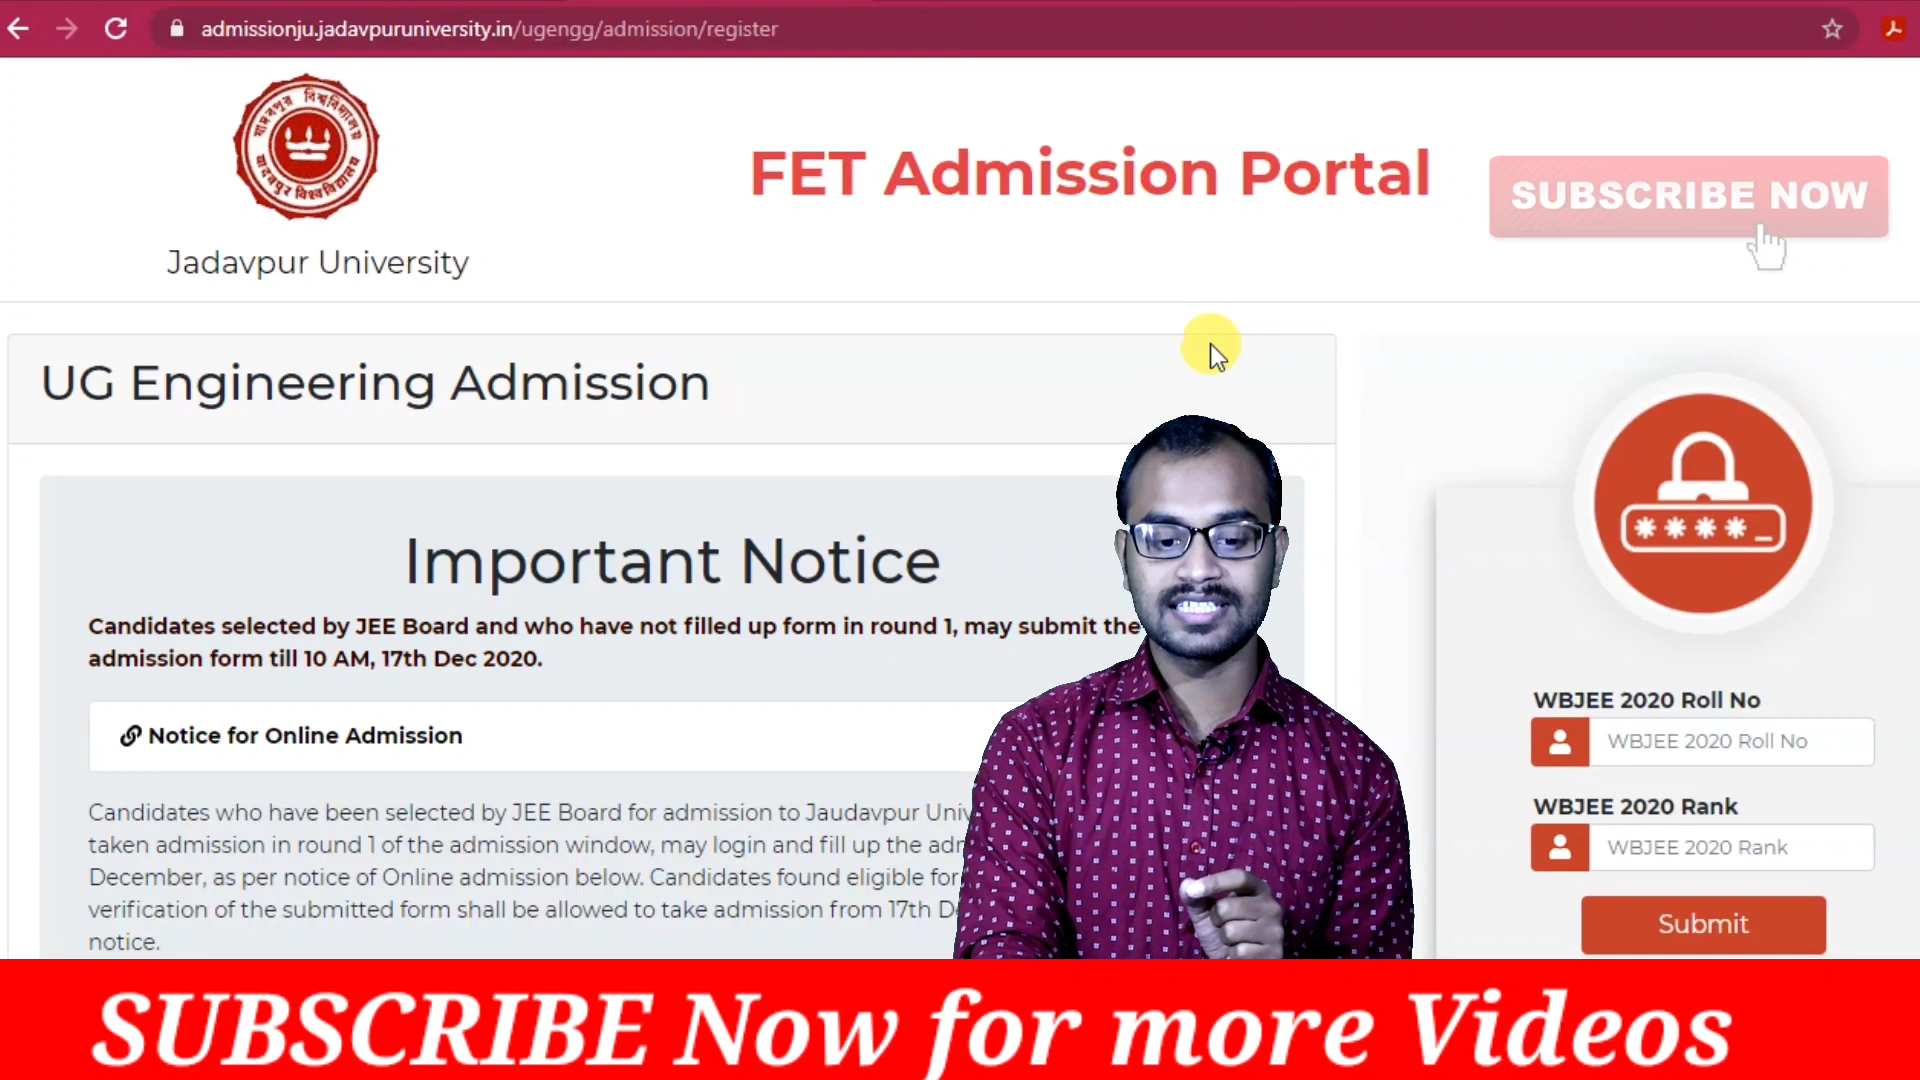 admissionju.jadavpuruniversity.in/ugengg/admission/register
যাদবপুর বিশ্ববিদ্যালয়
যাদবপুর বিশ্ববিদ্যালয়
Jadavpur University
FET Admission Portal
SUBSCRIBE NOW
UG Engineering Admission
Important Notice
Candidates selected by JEE Board and who have not filled up form in round 1, may submit the
admission form till 10 AM, 17th Dec 2020.
Notice for Online Admission
Candidates who have been selected by JEE Board for admission to Jaudavpur
taken admission in round 1 of the admission window, may login and fill up the
December, as per notice of Online admission below. Candidates found eligible for
verification of the submitted form shall be allowed to take admission from 17th
notice.
WBJEE 2020 Roll No
WBJEE 2020 Roll No
WBJEE 2020 Rank
WBJEE 2020 Rank
Submit
SUBSCRIBE Now for more Videos